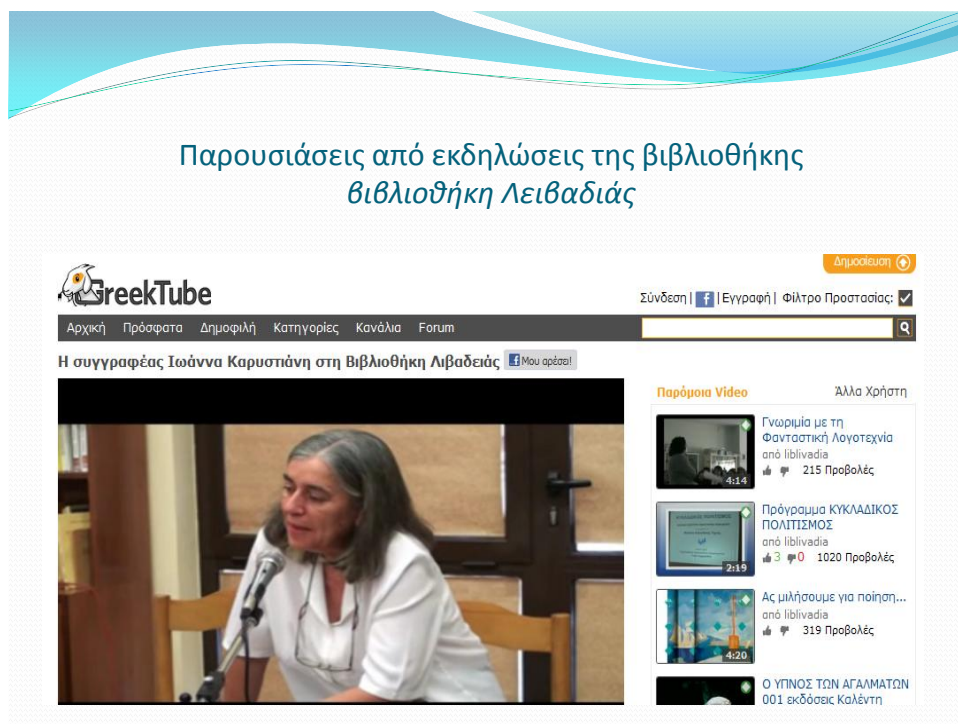 Παρουσιάσεις από εκδηλώσεις της βιβλιοθήκης
βιβλιοθήκη Λειβαδιάς
Δημοσίευση
GreekTube
Σύνδεση | f | Εγγραφή | Φίλτρο Προστασίας:
Αρχική Πρόσφατα Δημοφιλή Κατηγορίες Κανάλια Forum
Η συγγραφέας Ιωάννα Καρυστιάνη στη Βιβλιοθήκη Λιβαδειάς f Μου αρέσει!
Παρόμοια Video Άλλα Χρήστη
Γνωριμία με τη
Φανταστική Λογοτεχνία
από liblivadia
215 Προβολές
4:14
Πρόγραμμα ΚΥΚΛΑΔΙΚΟΣ
ΠΟΛΙΤΙΣΜΟΣ
από liblivadia
3 0 1020 Προβολές
2:19
Ας μιλήσουμε για ποίηση...
από liblivadia
319 Προβολές
4:20
Ο ΥΠΝΟΣ ΤΩΝ ΑΓΑΛΜΑΤΩΝ
001 εκδόσεις Καλέντη